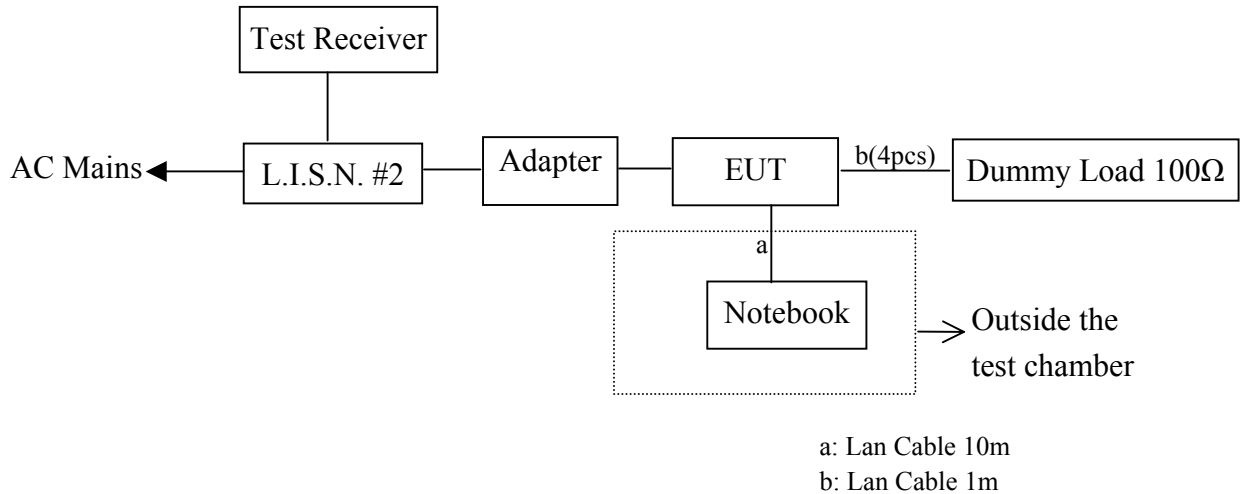 Test Receiver
AC Mains
L.I.S.N. #2
Adapter
EUT
b(4pcs)
Dummy Load 100Ω
a
Notebook
Outside the
test chamber
a: Lan Cable 10m
b: Lan Cable 1m